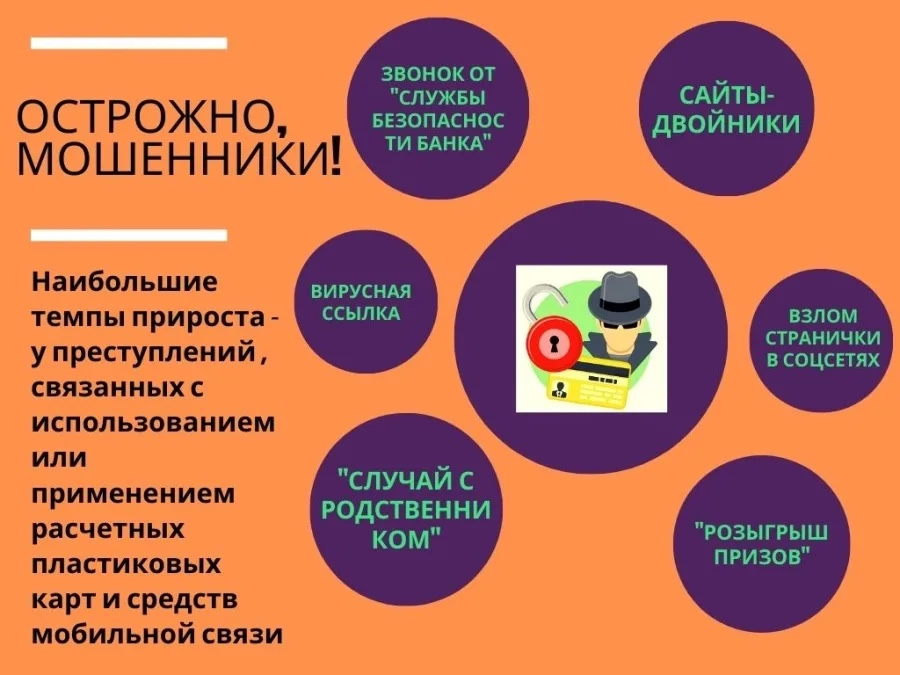 ОСТРОЖНО,
МОШЕННИКИ!
Наибольшие
темпы прироста -
у преступлений ,
связанных с
использованием
или
применением
расчетных
пластиковых
карт и средств
мобильной связи
ЗВОНОК ОТ
"СЛУЖБЫ
БЕЗОПАСНОС
ТИ БАНКА"
САЙТЫ-
ДВОЙНИКИ
ВИРУСНАЯ
ССЫЛКА
ВЗЛОМ
СТРАНИЧКИ
В СОЦСЕТЯХ
"СЛУЧАЙ С
РОДСТВЕННИ
КОМ"
"РОЗЫГРЫШ
ПРИЗОВ"